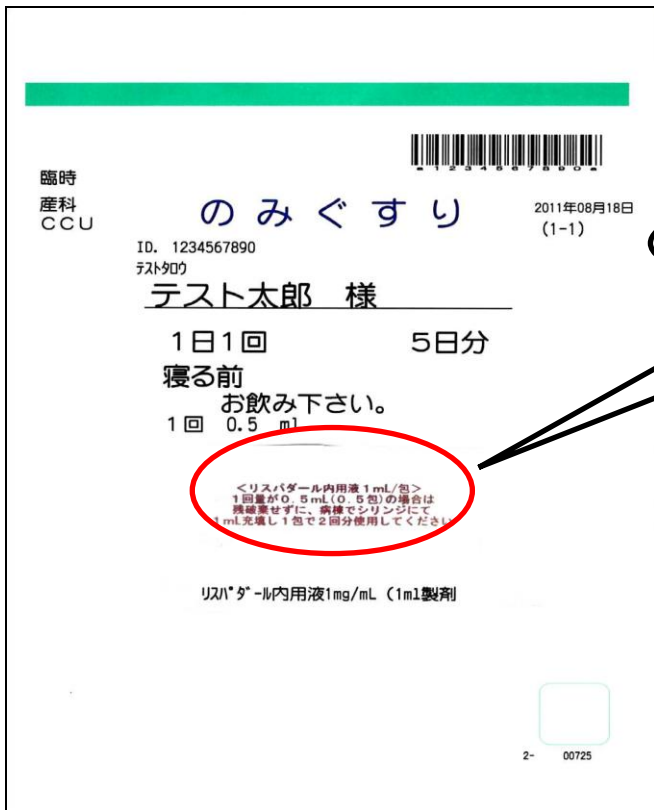 a1234567890a
臨時
産科
CCU
のみぐすり
2011年08月18日
(1-1)
ID. 1234567890
テストタロウ
テスト太郎 様
1日1回 5日分
寝る前
お飲み下さい。
1回 0.5 ml
<リスパダール内用液1mL/包>
1回量が0.5mL(0.5包)の場合は
残破棄せずに、病棟でシリンジにて
1mL充填し1包で2回分使用してください
リスパダール内用液1mg/mL (1ml製剤
2- 00725